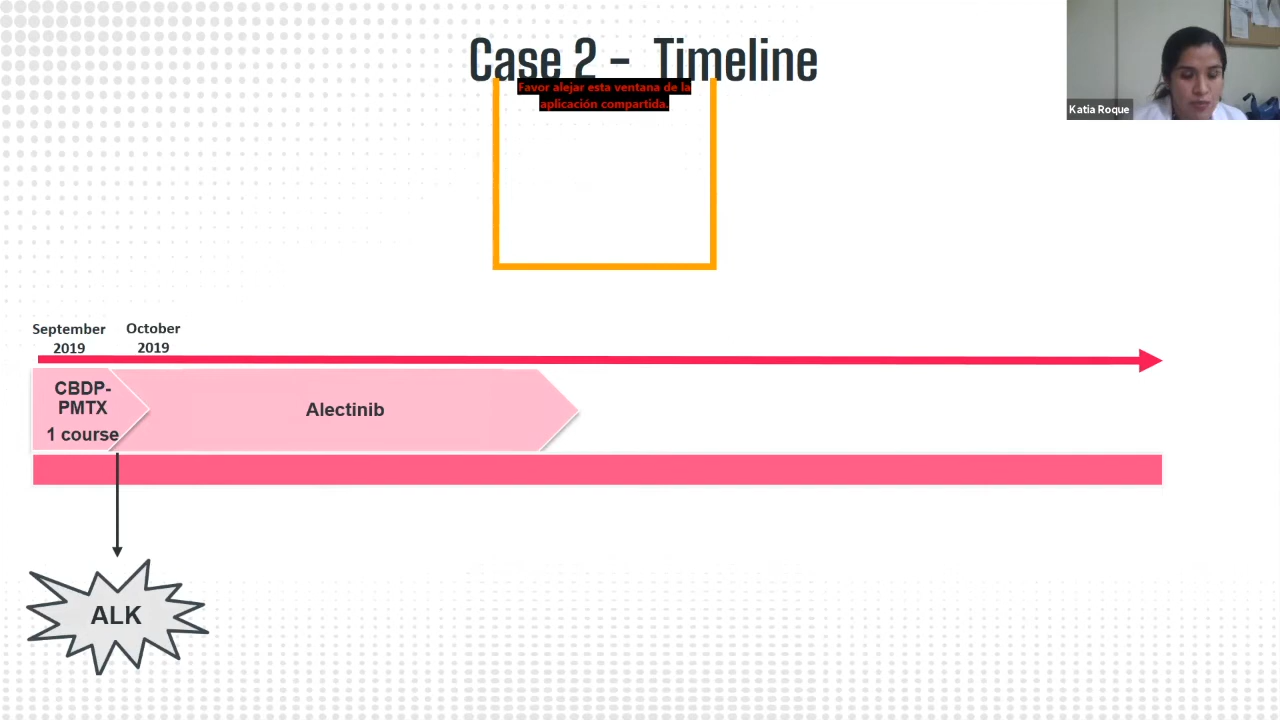 Case 2 - Timeline
Favor alejar esta ventana de la
aplicación compartida.
Katia Roque
September
2019
October
2019
CBDP-
PMTX
1 course
Alectinib
ALK